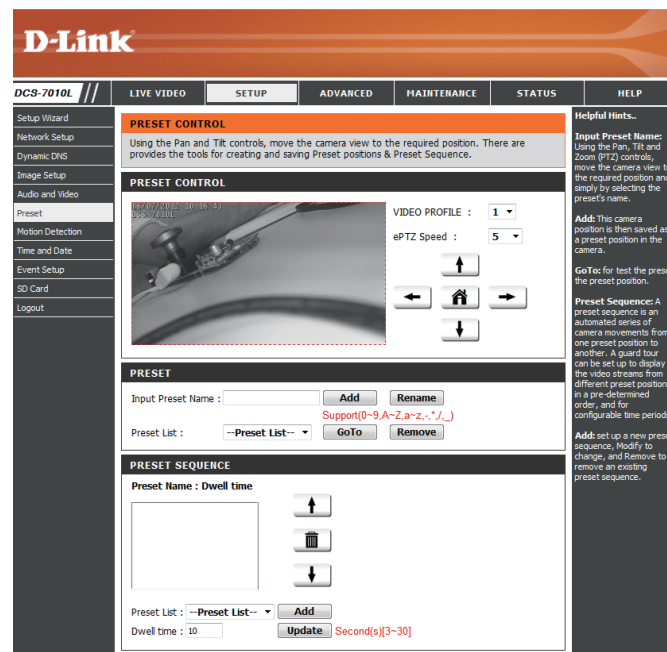 D-Link
DCS-7010L
LIVE VIDEO
SETUP
ADVANCED
MAINTENANCE
STATUS
HELP
Setup Wizard
Network Setup
Dynamic DNS
Image Setup
Audio and Video
Preset
Motion Detection
Time and Date
Event Setup
SD Card
Logout
PRESET CONTROL
Using the Pan and Tilt controls, move the camera view to the required position. There are
provides the tools for creating and saving Preset positions & Preset Sequence.
PRESET CONTROL
DCS-7010L
VIDEO PROFILE : 1
ePTZ Speed : 5
PRESET
Input Preset Name : Add Rename
Support(0~9,A~Z,a~z,-,*,/,_)
Preset List : --Preset List-- GoTo Remove
PRESET SEQUENCE
Preset Name : Dwell time
Preset List : --Preset List-- Add
Dwell time : 10 Update Second(s)[3~30]
Helpful Hints..
Input Preset Name:
Using the Pan, Tilt and
Zoom (PTZ) controls,
move the camera view t
the required position and
simply by selecting the
preset's name.
Add: This camera
position is then saved as
a preset position in the
camera.
GoTo: for test the prese
the preset position.
Preset Sequence: A
preset sequence is an
automated series of
camera movements from
one preset position to
another. A guard tour
can be set up to display
the video streams from
different preset position
in a pre-determined
order, and for
configurable time periods
Add: set up a new prese
sequence, Modify to
change, and Remove to
remove an existing
preset sequence.